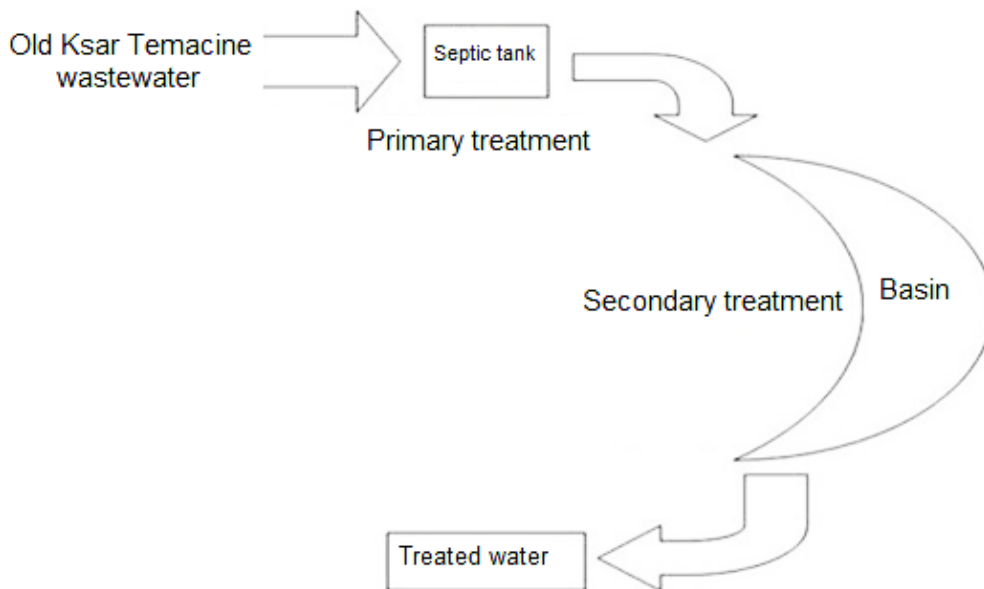 Old Ksar Temacine
wastewater
Septic tank
Primary treatment
Secondary treatment
Basin
Treated water